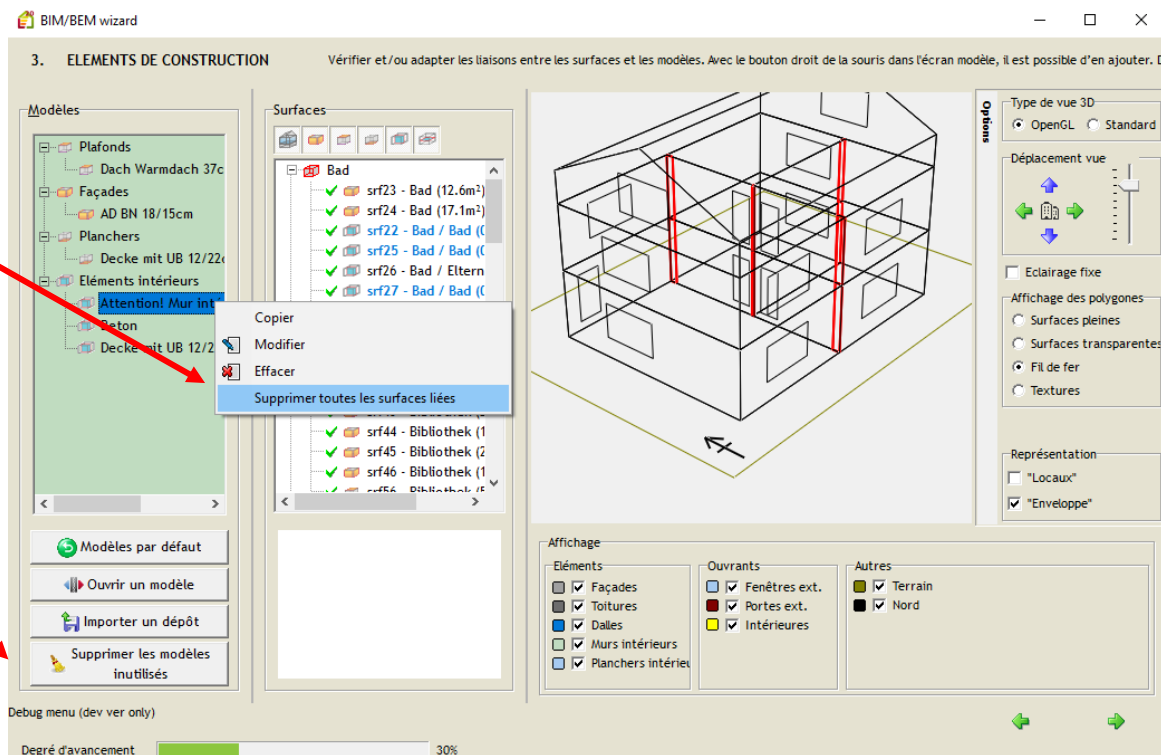 BIM/BEM wizard
3. ELEMENTS DE CONSTRUCTION
Vérifier et/ou adapter les liaisons entre les surfaces et les modèles. Avec le bouton droit de la souris dans l'écran modèle, il est possible d'en ajouter. D
Modèles
Plafonds
Dach Warmdach 37c
Façades
AD BN 18/15cm
Planchers
Decke mit UB 12/22c
Eléments intérieurs
Attention! Mur inté
Beton
Decke mit UB 12/2
Copier
Modifier
Effacer
Supprimer toutes les surfaces liées
Modèles par défaut
Ouvrir un modèle
Importer un dépôt
Supprimer les modèles
inutilisés
Surfaces
Bad
srf23 - Bad (12.6m²)
srf24 - Bad (17.1m²)
srf22 - Bad / Bad (0
srf25 - Bad / Bad (0
srf26 - Bad / Eltern
srf27 - Bad / Bad (0
srf44 - Bibliothek (1
srf45 - Bibliothek (2
srf46 - Bibliothek (1
Options
Type de vue 3D
OpenGL
Standard
Déplacement vue
Eclairage fixe
Affichage des polygones
Surfaces pleines
Surfaces transparentes
Fil de fer
Textures
Représentation
"Locaux"
"Enveloppe"
Affichage
Eléments
Façades
Toitures
Dalles
Murs intérieurs
Planchers intérieu
Ouvrants
Fenêtres ext.
Portes ext.
Intérieures
Autres
Terrain
Nord
Debug menu (dev ver only)
Degré d'avancement
30%